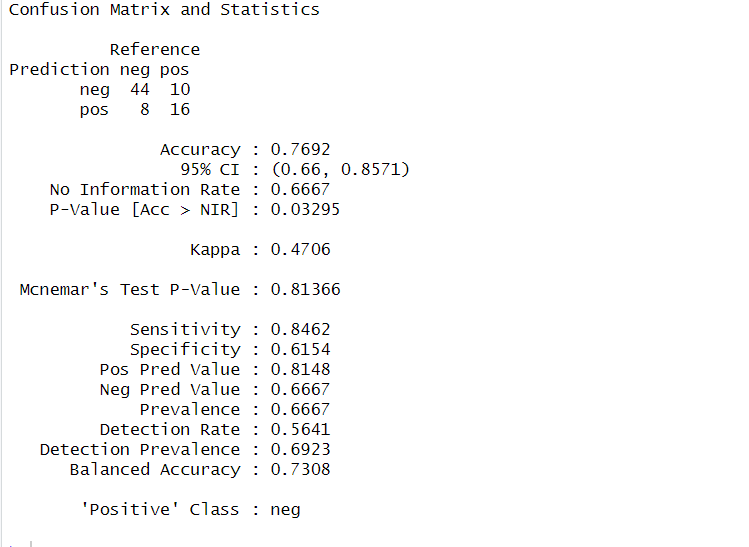 Confusion Matrix and Statistics
Reference
Prediction neg pos
neg 44 10
pos 8 16
Accuracy : 0.7692
95% CI : (0.66, 0.8571)
No Information Rate : 0.6667
P-Value [Acc > NIR] : 0.03295
Kappa : 0.4706
Mcnemar's Test P-Value : 0.81366
Sensitivity : 0.8462
Specificity : 0.6154
Pos Pred Value : 0.8148
Neg Pred Value : 0.6667
Prevalence : 0.6667
Detection Rate : 0.5641
Detection Prevalence : 0.6923
Balanced Accuracy : 0.7308
'Positive' Class : neg